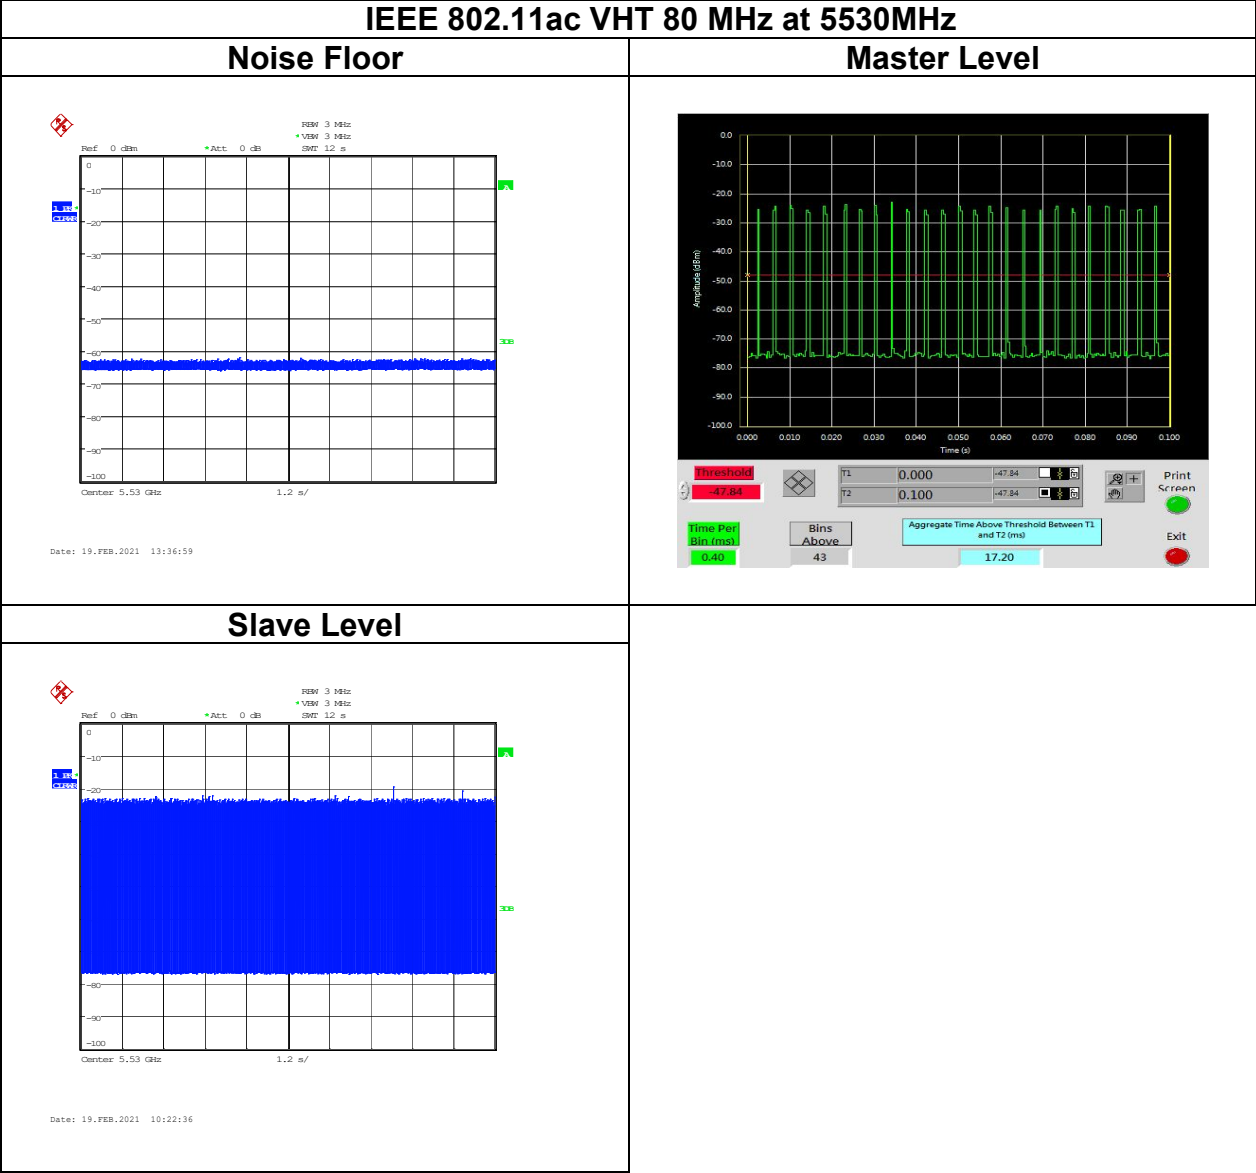 IEEE 802.11ac VHT 80 MHz at 5530MHz
Noise Floor
Master Level
RBW 3 MHz
*VBW 3 MHz
Ref 0 dBm *Att 0 dB SWT 12 s
0
-10
-20
-30
-40
-50
-60
-70
-80
-90
-100
A
1 PK*
CLRWR
3DB
Center 5.53 GHz 1.2 s/
Date: 19.FEB.2021 13:36:59
0.0
-10.0
-20.0
-30.0
-40.0
-50.0
-60.0
-70.0
-80.0
-90.0
-100.0
Amplitude (dBm)
0.000 0.010 0.020 0.030 0.040 0.050 0.060 0.070 0.080 0.090 0.100
Time (s)
Threshold
-47.84
T1 0.000 -47.84
T2 0.100 -47.84
Print
Screen
Time Per
Bin (ms)
0.40
Bins
Above
43
Aggregate Time Above Threshold Between T1
and T2 (ms)
17.20
Exit
Slave Level
RBW 3 MHz
*VBW 3 MHz
Ref 0 dBm *Att 0 dB SWT 12 s
0
-10
-20
-80
-90
-100
A
1 PK*
CLRWR
3DB
Center 5.53 GHz 1.2 s/
Date: 19.FEB.2021 10:22:36